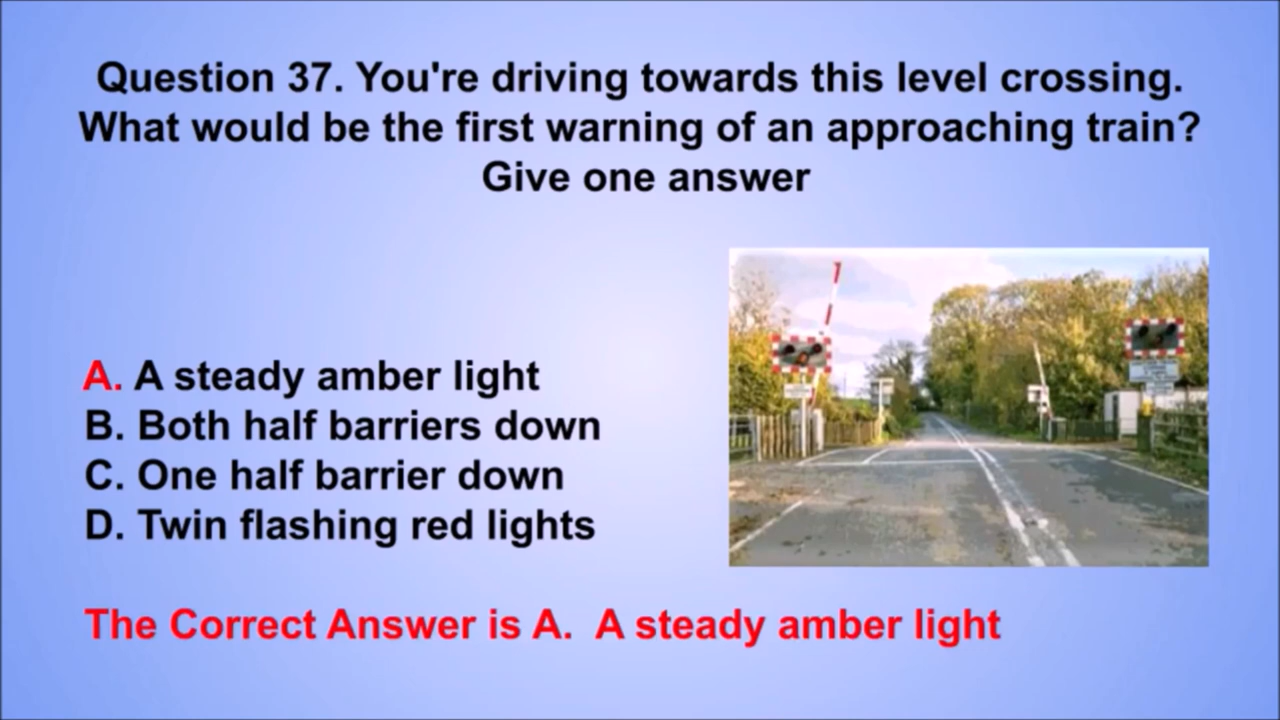 Question 37. You're driving towards this level crossing.
What would be the first warning of an approaching train?
Give one answer
A. A steady amber light
B. Both half barriers down
C. One half barrier down
D. Twin flashing red lights
The Correct Answer is A. A steady amber light